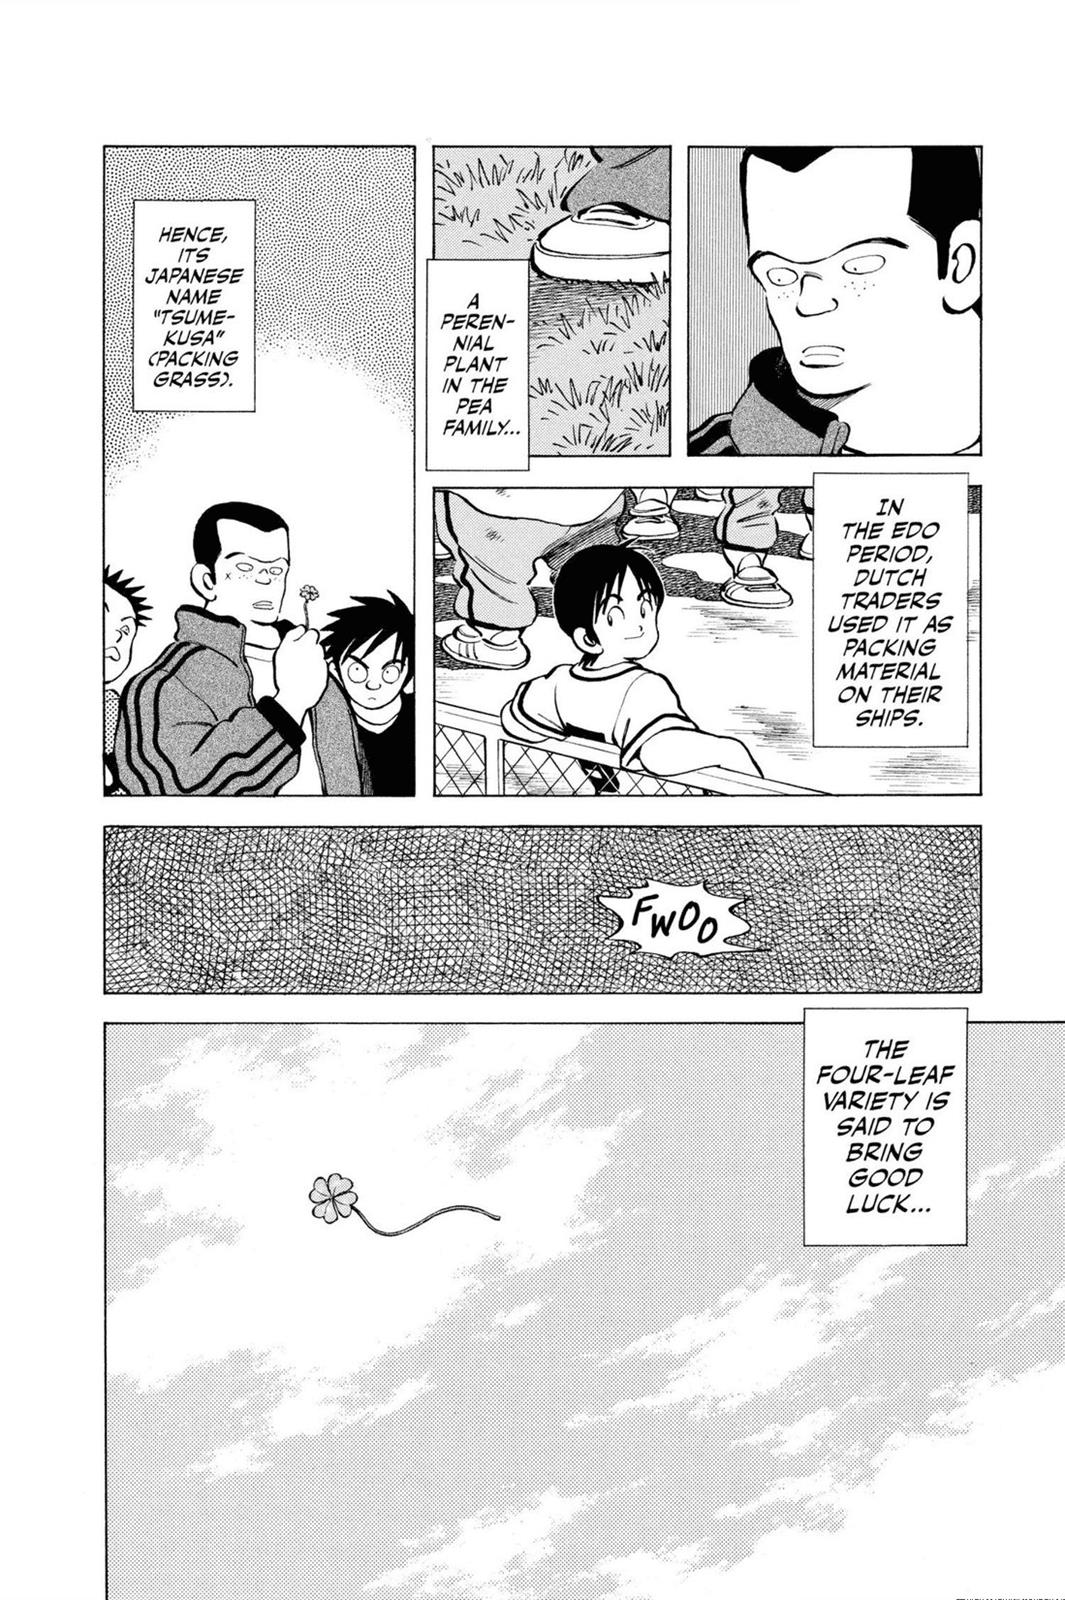 A
PEREN-
NIAL
PLANT
IN THE
PEA
FAMILY...
IN
THE EDO
PERIOD,
DUTCH
TRADERS
USED IT AS
PACKING
MATERIAL
ON THEIR
SHIPS.
HENCE,
ITS
JAPANESE
NAME
"TSUME-
KUSA"
(PACKING
GRASS).
FWOO
THE
FOUR-LEAF
VARIETY IS
SAID TO
BRING
GOOD
LUCK...